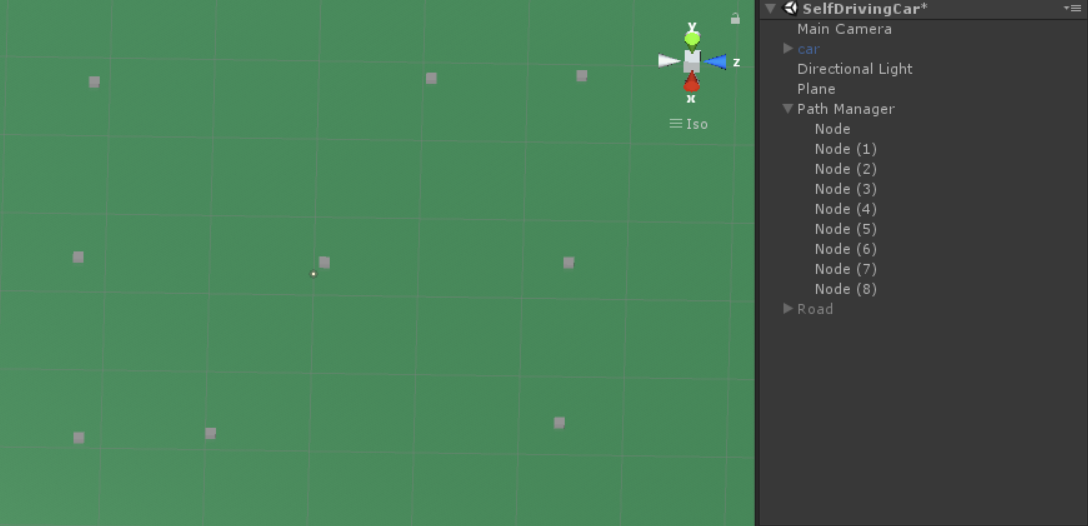 y
z
x
Iso
SelfDrivingCar*
Main Camera
car
Directional Light
Plane
Path Manager
Node
Node (1)
Node (2)
Node (3)
Node (4)
Node (5)
Node (6)
Node (7)
Node (8)
Road